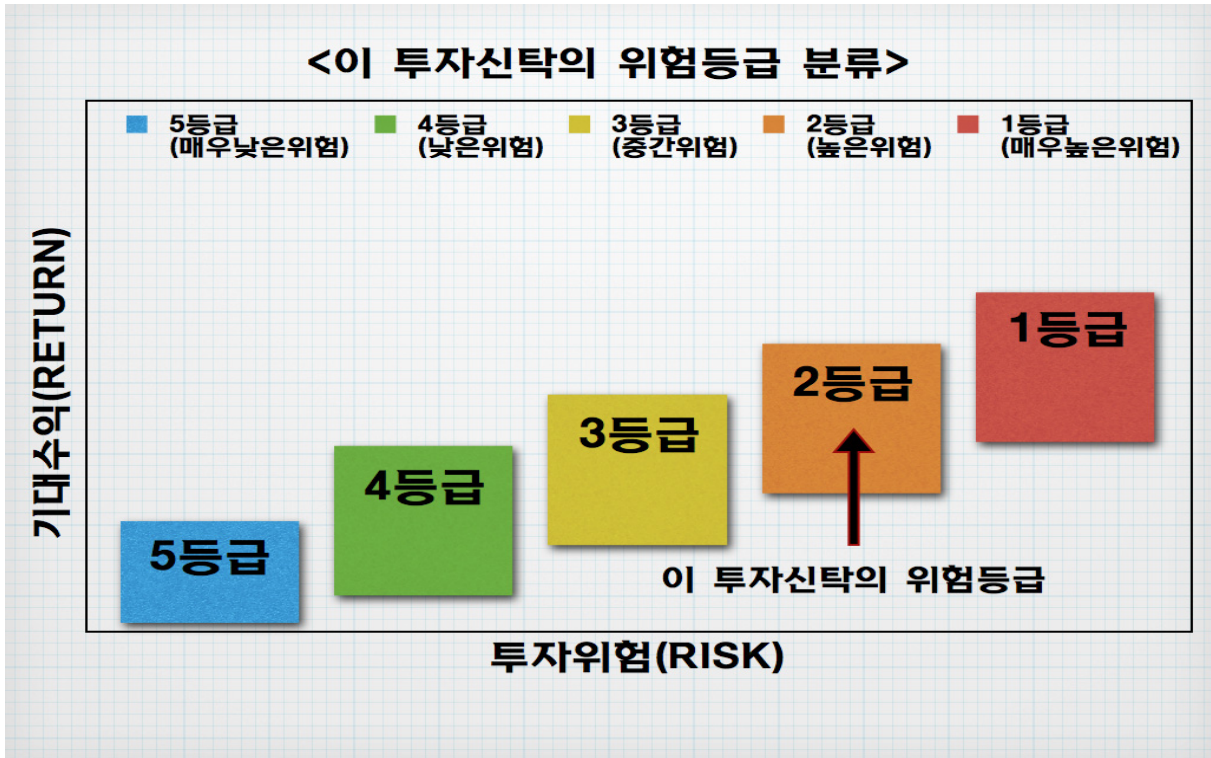 <이 투자신탁의 위험등급 분류>
5등급
(매우낮은위험)
4등급
(낮은위험)
3등급
(중간위험)
2등급
(높은위험)
1등급
(매우높은위험)
기대수익(RETURN)
1등급
2등급
3등급
4등급
5등급
이 투자신탁의 위험등급
투자위험(RISK)